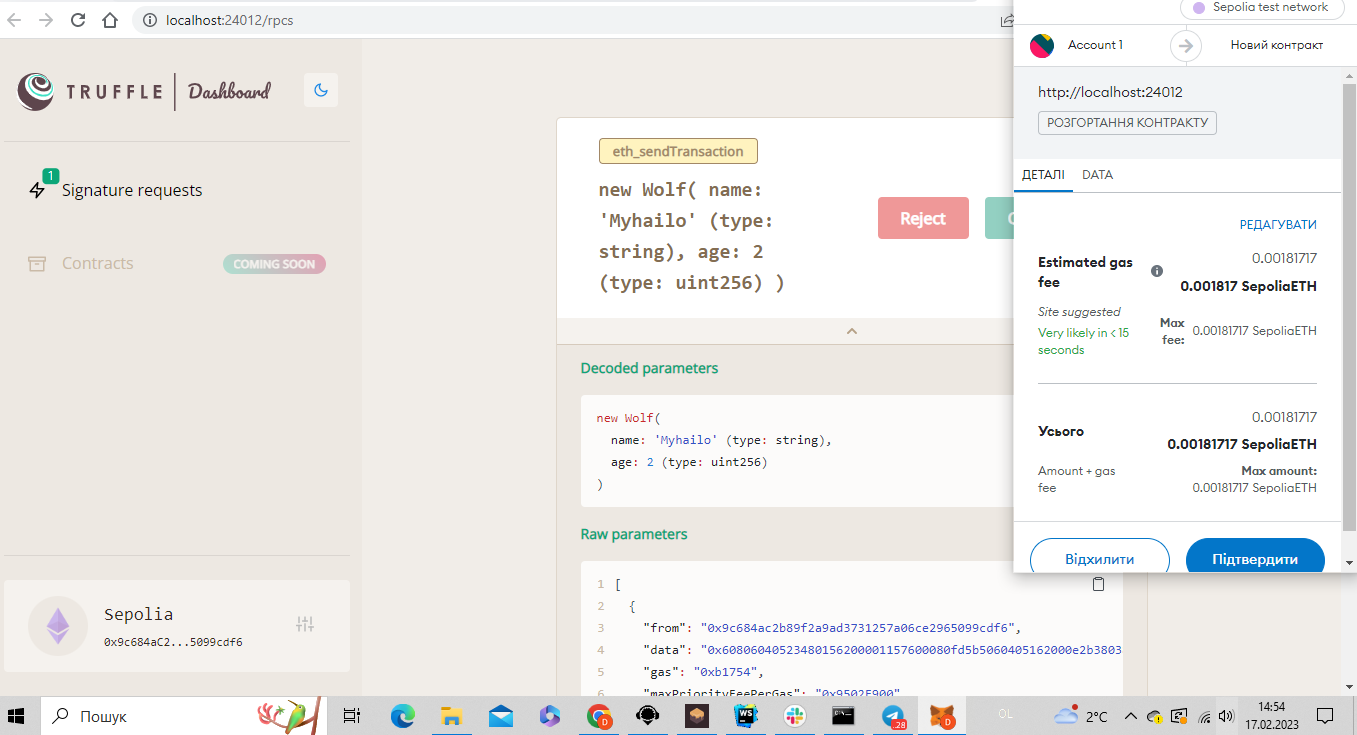 localhost:24012/rpcs
TRUFFLE Dashboard
1
Signature requests
Contracts
COMING SOON
Sepolia
0x9c684aC2...5099cdf6
eth_sendTransaction
new Wolf( name:
'Myhailo' (type:
string), age: 2
(type: uint256) )
Reject
Decoded parameters
new Wolf(
name: 'Myhailo' (type: string),
age: 2 (type: uint256)
)
Raw parameters
1 [
2 {
3 "from": "0x9c684ac2b89f2a9ad3731257a06ce2965099cdf6",
4 "data": "0x60806040523480156200001157600080fd5b5060405162000e2b3803
5 "gas": "0xb1754",
6 "maxPriorityFeePerGas": "0x9502F900"
Sepolia test network
Account 1
Новий контракт
http://localhost:24012
РОЗГОРТАННЯ КОНТРАКТУ
ДЕТАЛІ DATA
РЕДАГУВАТИ
Estimated gas
fee
0.00181717
0.001817 SepoliaETH
Site suggested
Very likely in < 15
seconds
Max
fee:
0.00181717 SepoliaETH
Усього
0.00181717
0.00181717 SepoliaETH
Amount + gas
fee
Max amount:
0.00181717 SepoliaETH
Відхилити
Підтвердити
Пошук
D
WS
D
28
D
OL
2°C
14:54
17.02.2023